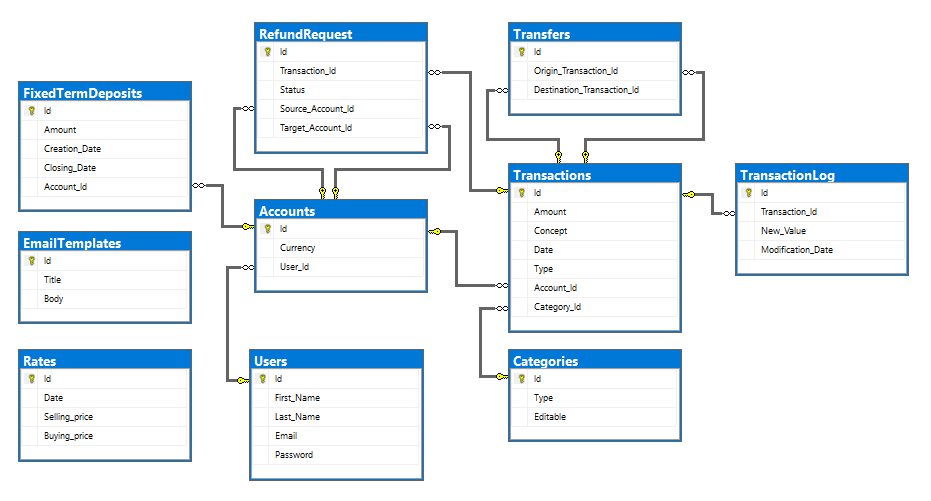 RefundRequest
Id
Transaction_Id
Status
Source_Account_Id
Target_Account_Id
Transfers
Id
Origin_Transaction_Id
Destination_Transaction_Id
FixedTermDeposits
Id
Amount
Creation_Date
Closing_Date
Account_Id
Transactions
Id
Amount
Concept
Date
Type
Account_Id
Category_Id
TransactionLog
Id
Transaction_Id
New_Value
Modification_Date
Accounts
Id
Currency
User_Id
EmailTemplates
Id
Title
Body
Rates
Id
Date
Selling_price
Buying_price
Users
Id
First_Name
Last_Name
Email
Password
Categories
Id
Type
Editable